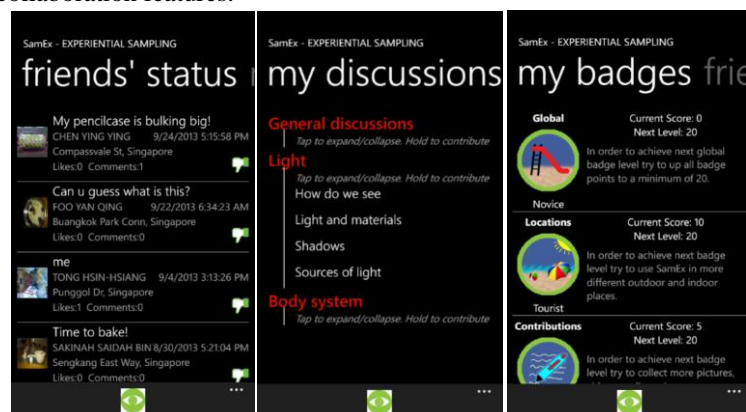 collaboration features.
SamEx - EXPERIENTIAL SAMPLING
friends' status
My pencilcase is bulking big!
CHEN YING YING 9/24/2013 5:15:58 PM
Compassvale St, Singapore
Likes:0 Comments:1
Can u guess what is this?
FOO YAN QING 9/22/2013 6:34:23 AM
Buangkok Park Conn, Singapore
Likes:0 Comments:0
me
TONG HSIN-HSIANG 9/4/2013 3:13:26 PM
Punggol Dr, Singapore
Likes:1 Comments:0
Time to bake!
SAKINAH SAIDAH BIN 8/30/2013 5:21:04 PM
Sengkang East Way, Singapore
Likes:0 Comments:0
SamEx - EXPERIENTIAL SAMPLING
my discussions
General discussions
Tap to expand/collapse. Hold to contribute
Light
Tap to expand/collapse. Hold to contribute
How do we see
Light and materials
Shadows
Sources of light
Body system
Tap to expand/collapse. Hold to contribute
SamEx - EXPERIENTIAL SAMPLING
my badges frie
Global
Current Score: 0
Next Level: 20
In order to achieve next global
badge level try to up all badge
points to a minimum of 20.
Novice
Locations
Current Score: 10
Next Level: 20
In order to achieve next badge
level try to use SamEx in more
different outdoor and indoor
places.
Tourist
Contributions
Current Score: 5
Next Level: 20
In order to achieve next badge
level try to collect more pictures,